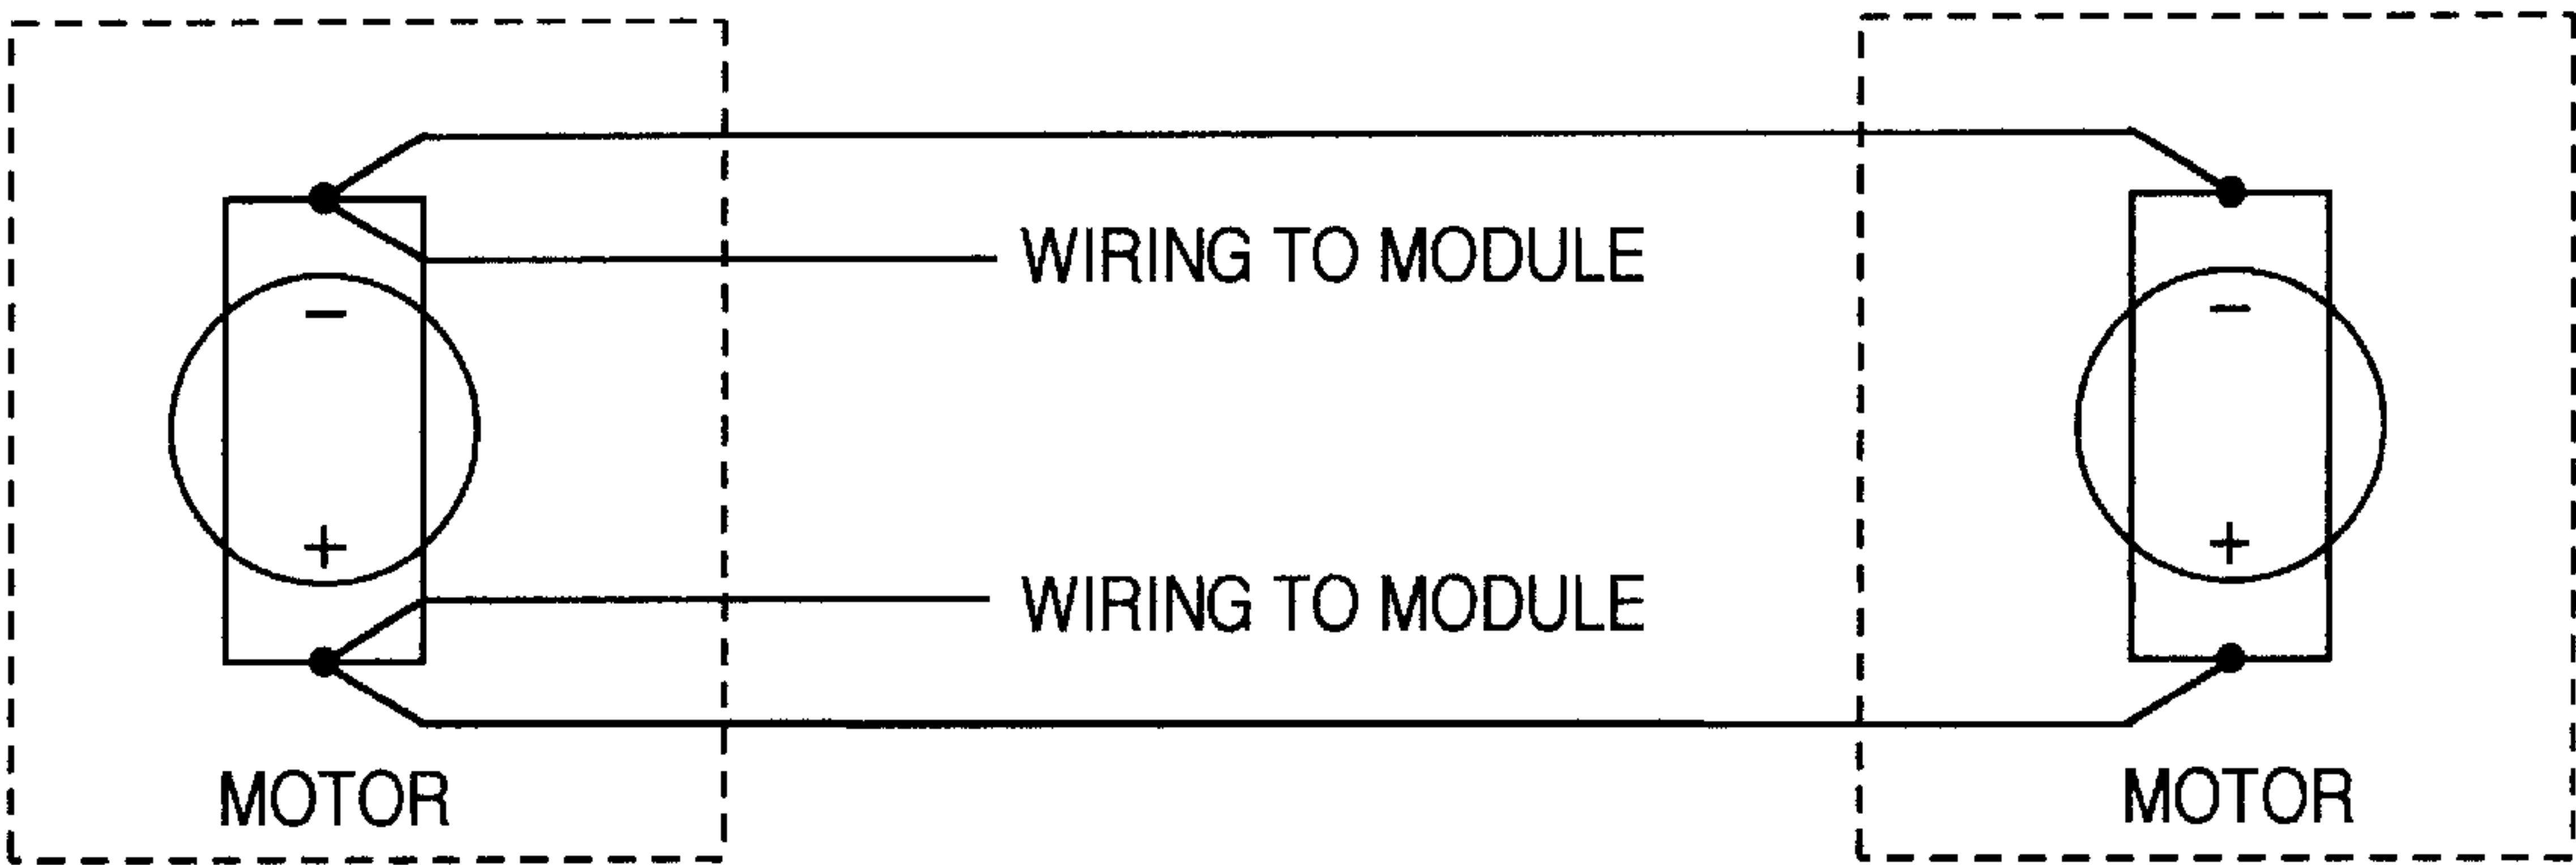 WIRING TO MODULE
−
−
+
+
WIRING TO MODULE
MOTOR
MOTOR